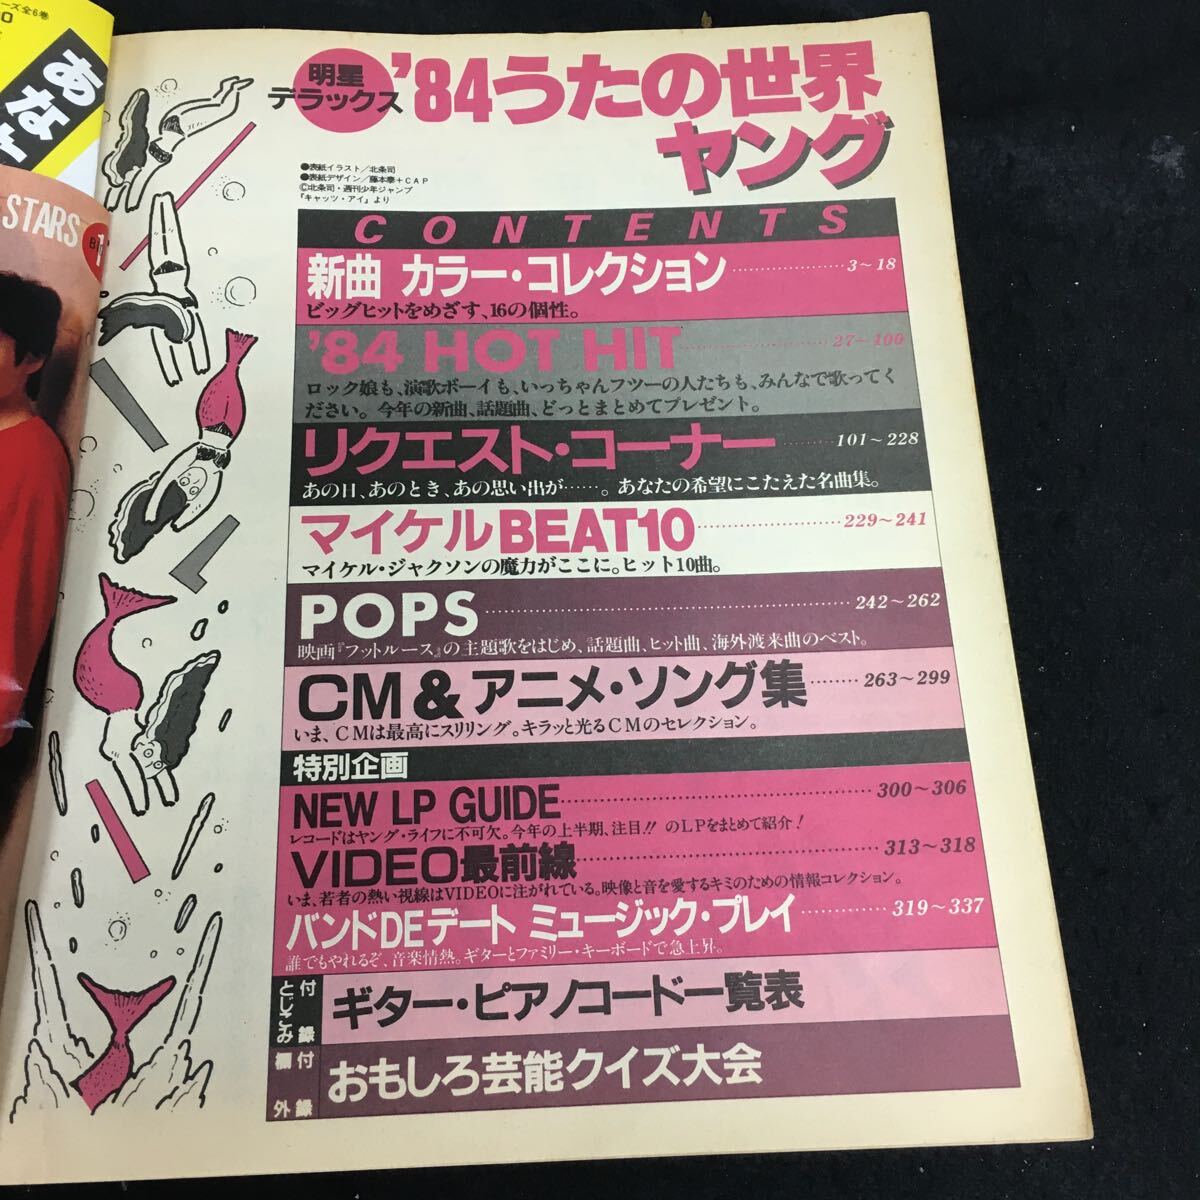 ーズ全6巻
あなた
STARS
明星
デラックス
'84うたの世界
ヤング
●表紙イラスト／北条司
●表紙デザイン／藤本泰＋CAP
©北条司・週刊少年ジャンプ
『キャッツ・アイ』より
CONTENTS
新曲 カラー・コレクション……………………3～18
ビッグヒットをめざす、16の個性。
'84 HOT HIT……………………27～100
ロック娘も、演歌ボーイも、いっちゃんフツーの人たちも、みんなで歌ってく
ださい。今年の新曲、話題曲、どっとまとめてプレゼント。
リクエスト・コーナー………101～228
あの日、あのとき、あの思い出が……。あなたの希望にこたえた名曲集。
マイケルBEAT10……………………229～241
マイケル・ジャクソンの魔力がここに。ヒット10曲。
POPS……………………………………242～262
映画『フットルース』の主題歌をはじめ、話題曲、ヒット曲、海外渡来曲のベスト。
CM＆アニメ・ソング集………263～299
いま、CMは最高にスリリング。キラッと光るCMのセレクション。
特別企画
NEW LP GUIDE……………………………300～306
レコードはヤング・ライフに不可欠。今年の上半期、注目!!のLPをまとめて紹介！
VIDEO最前線……………………………313～318
いま、若者の熱い視線はVIDEOに注がれている。映像と音を愛するキミのための情報コレクション。
バンドDEデート ミュージック・プレイ……………319～337
誰でもやれるぞ、音楽情熱。ギターとファミリー・キーボードで急上昇。
とじこみ付録
ギター・ピアノコード一覧表
欄外付録
おもしろ芸能クイズ大会